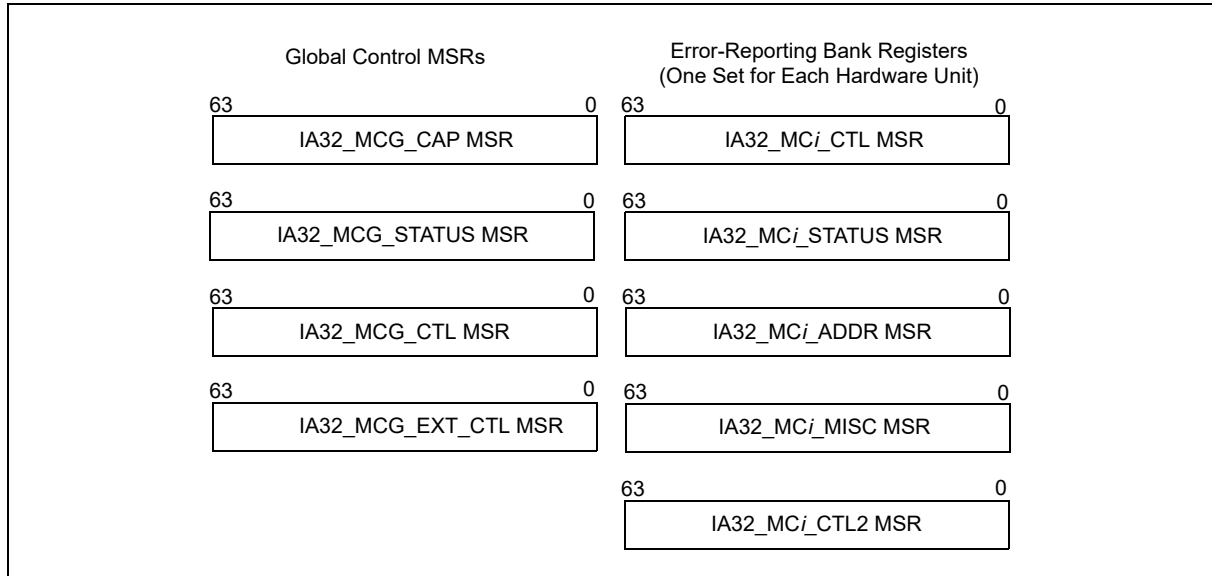 Global Control MSRs
63 0
IA32_MCG_CAP MSR
63 0
IA32_MCG_STATUS MSR
63 0
IA32_MCG_CTL MSR
63 0
IA32_MCG_EXT_CTL MSR
Error-Reporting Bank Registers
(One Set for Each Hardware Unit)
63 0
IA32_MCi_CTL MSR
63 0
IA32_MCi_STATUS MSR
63 0
IA32_MCi_ADDR MSR
63 0
IA32_MCi_MISC MSR
63 0
IA32_MCi_CTL2 MSR